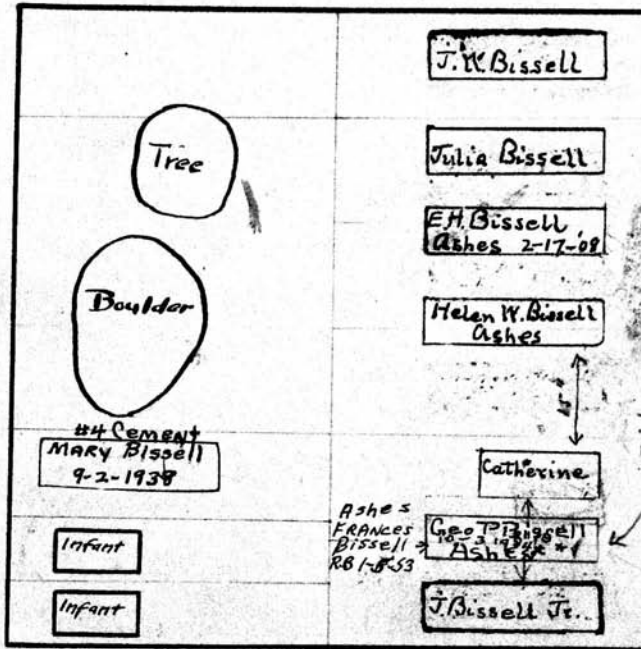 J. W. Bissell
Tree
Julia Bissell
E.H. Bissell
Ashes 2-17-08
Boulder
Helen W. Bissell
Ashes
#4 Cement
MARY Bissell
9-2-1938
Catherine
Ashes
FRANCES
Bissell
Geo P Bissell
Ashes
Infant
Infant
J. Bissell Jr.